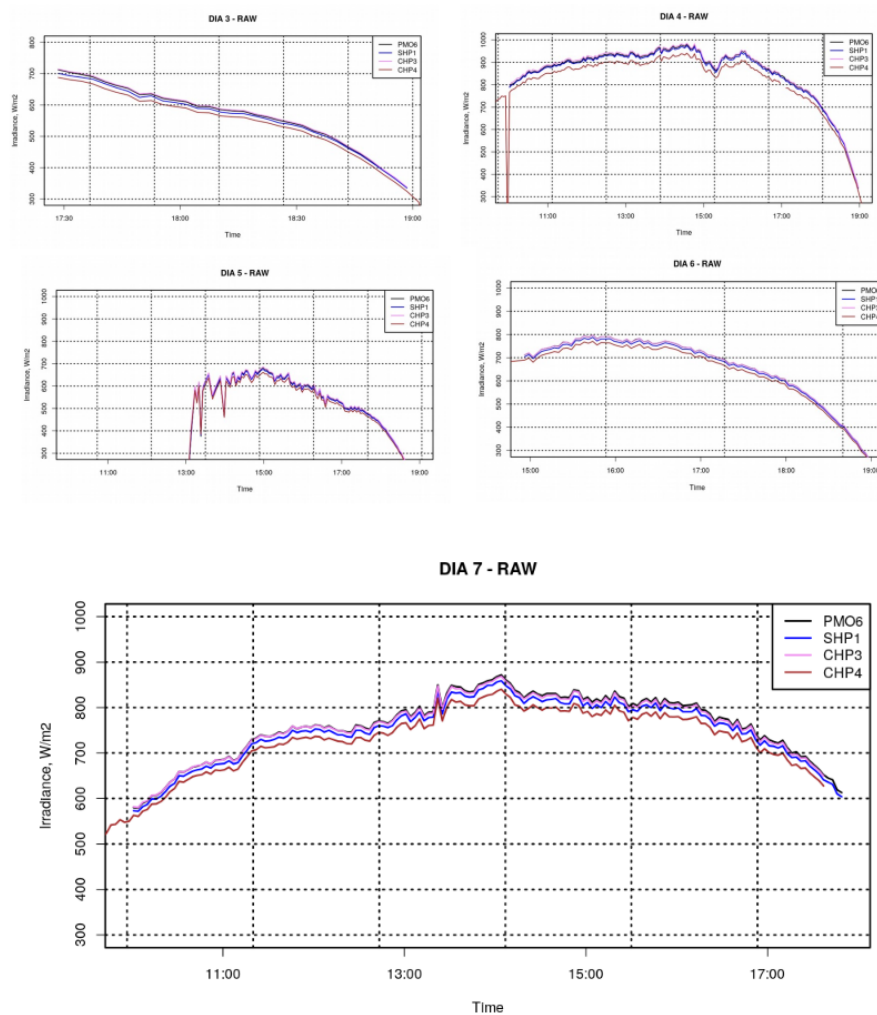 DIA 3 - RAW
Irradiance, W/m2
300 400 500 600 700 800
PMO6
SHP1
CHP3
CHP4
17:30 18:00 18:30 19:00
Time
DIA 4 - RAW
Irradiance, W/m2
300 400 500 600 700 800 900 1000
PMO6
SHP1
CHP3
CHP4
11:00 13:00 15:00 17:00 19:00
Time
DIA 5 - RAW
Irradiance, W/m2
300 400 500 600 700 800 900 1000
PMO6
SHP1
CHP3
CHP4
11:00 13:00 15:00 17:00 19:00
Time
DIA 6 - RAW
Irradiance, W/m2
300 400 500 600 700 800 900 1000
PMO6
SHP1
CHP3
CHP4
15:00 16:00 17:00 18:00 19:00
Time
DIA 7 - RAW
Irradiance, W/m2
300 400 500 600 700 800 900 1000
PMO6
SHP1
CHP3
CHP4
11:00 13:00 15:00 17:00
Time